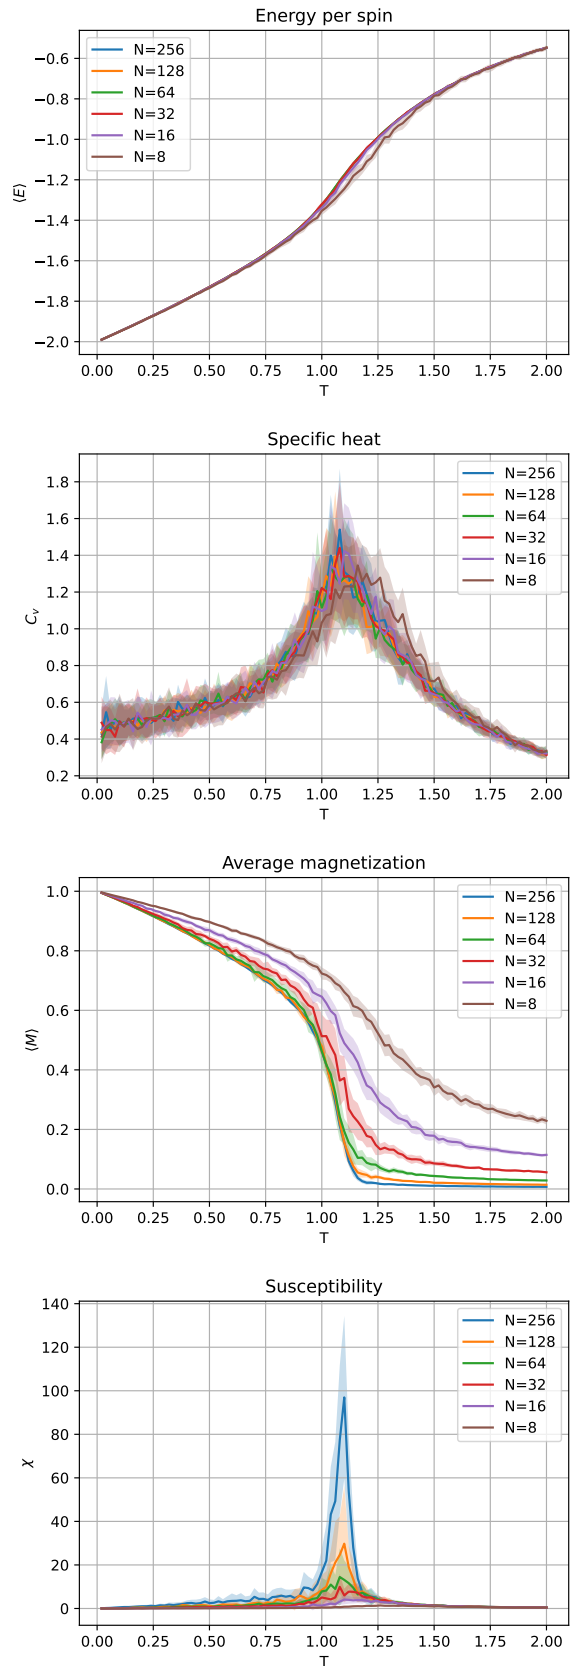 Energy per spin
⟨E⟩
−0.6
−0.8
−1.0
−1.2
−1.4
−1.6
−1.8
−2.0
N=256
N=128
N=64
N=32
N=16
N=8
0.00 0.25 0.50 0.75 1.00 1.25 1.50 1.75 2.00
T
Specific heat
C_v
1.8
1.6
1.4
1.2
1.0
0.8
0.6
0.4
0.2
N=256
N=128
N=64
N=32
N=16
N=8
0.00 0.25 0.50 0.75 1.00 1.25 1.50 1.75 2.00
T
Average magnetization
⟨M⟩
1.0
0.8
0.6
0.4
0.2
0.0
N=256
N=128
N=64
N=32
N=16
N=8
0.00 0.25 0.50 0.75 1.00 1.25 1.50 1.75 2.00
T
Susceptibility
χ
140
120
100
80
60
40
20
0
N=256
N=128
N=64
N=32
N=16
N=8
0.00 0.25 0.50 0.75 1.00 1.25 1.50 1.75 2.00
T